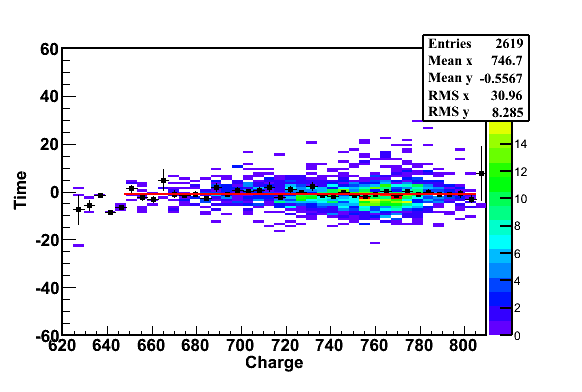 Entries 2619
Mean x 746.7
Mean y -0.5567
RMS x 30.96
RMS y 8.285
60
40
20
0
-20
-40
-60
Time
620 640 660 680 700 720 740 760 780 800
Charge
14
12
10
8
6
4
2
0